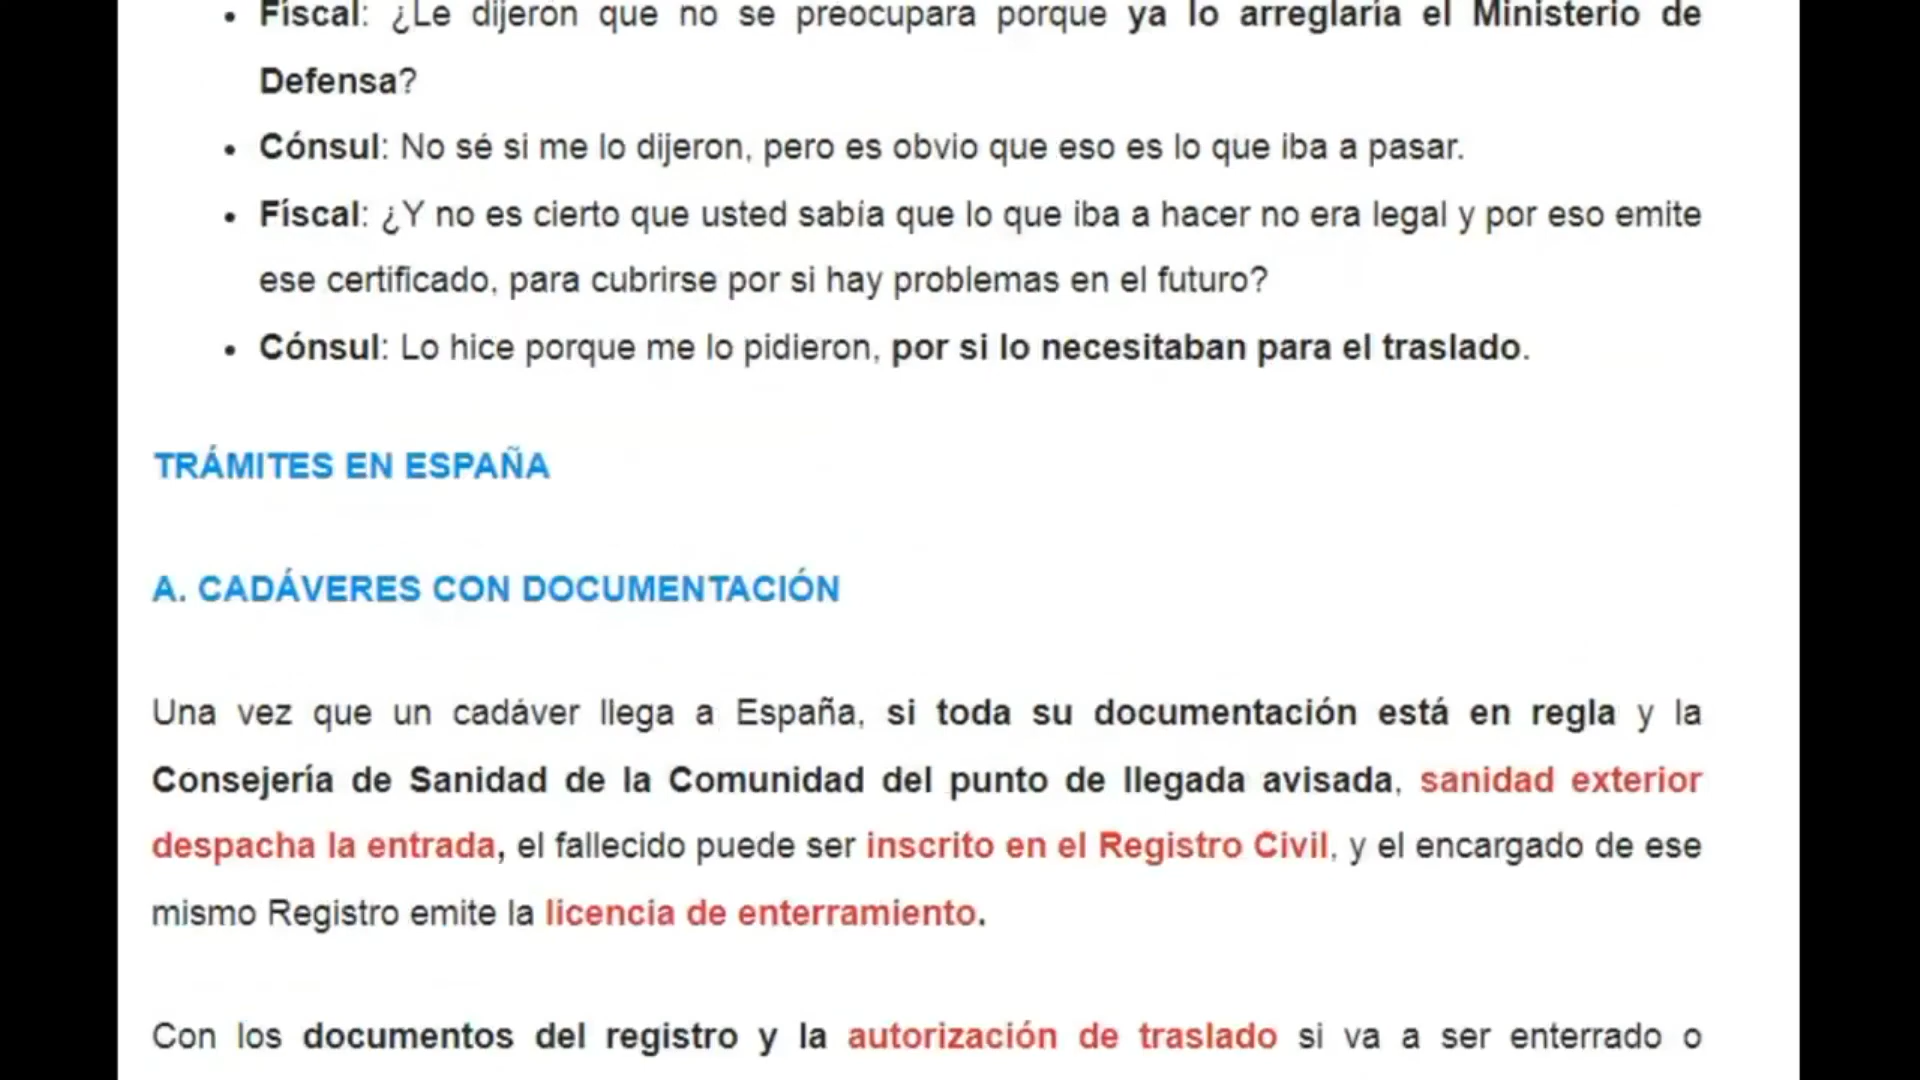 • Físcal: ¿Le dijeron que no se preocupara porque ya lo arreglaría el Ministerio de
Defensa?
• Cónsul: No sé si me lo dijeron, pero es obvio que eso es lo que iba a pasar.
• Físcal: ¿Y no es cierto que usted sabía que lo que iba a hacer no era legal y por eso emite
ese certificado, para cubrirse por si hay problemas en el futuro?
• Cónsul: Lo hice porque me lo pidieron, por si lo necesitaban para el traslado.
TRÁMITES EN ESPAÑA
A. CADÁVERES CON DOCUMENTACIÓN
Una vez que un cadáver llega a España, si toda su documentación está en regla y la
Consejería de Sanidad de la Comunidad del punto de llegada avisada, sanidad exterior
despacha la entrada, el fallecido puede ser inscrito en el Registro Civil, y el encargado de ese
mismo Registro emite la licencia de enterramiento.
Con los documentos del registro y la autorización de traslado si va a ser enterrado o